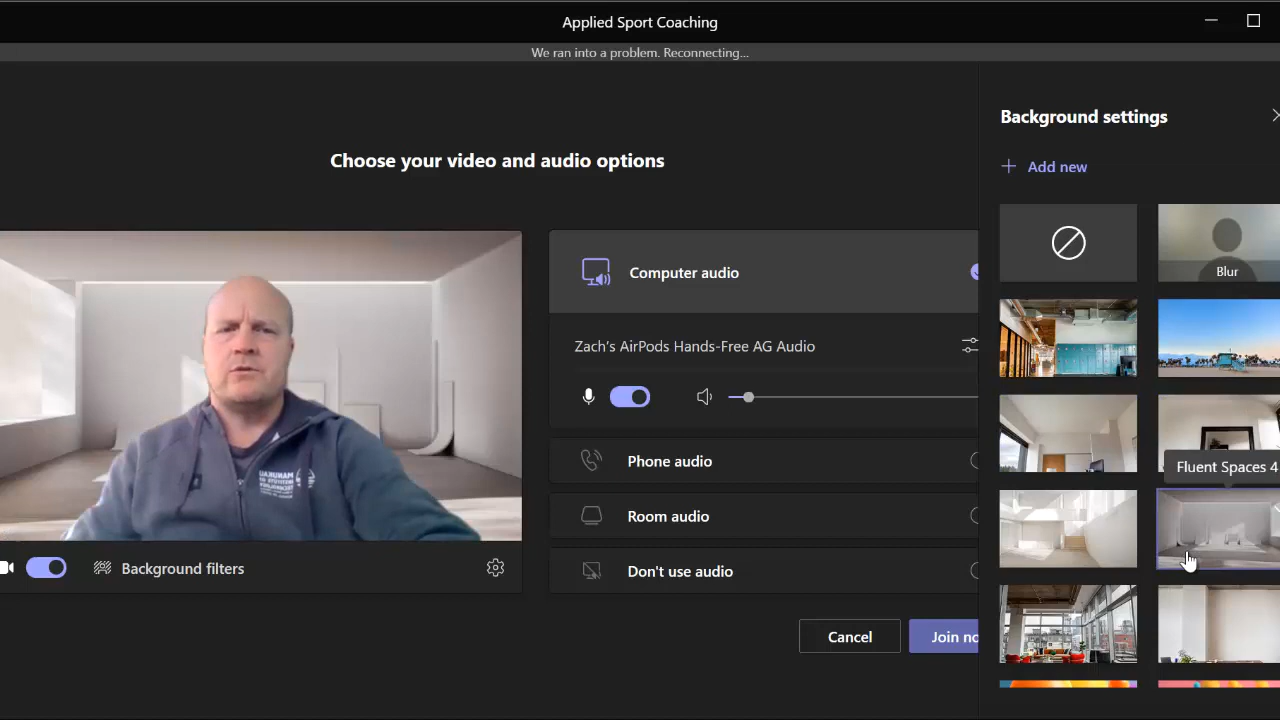 Applied Sport Coaching
We ran into a problem. Reconnecting...
Background settings
Add new
Choose your video and audio options
Blur
Computer audio
Zach's AirPods Hands-Free AG Audio
Phone audio
Fluent Spaces 4
MANUKAU
INSTITUTE
Room audio
Background filters
Don't use audio
Cancel
Join no